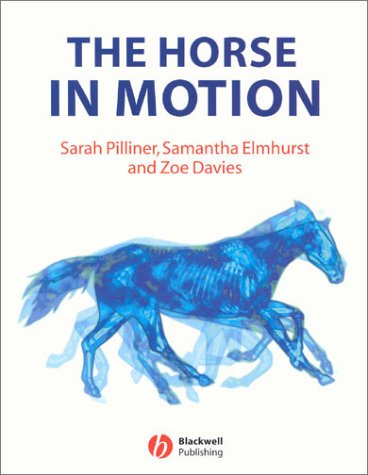 THE HORSE
IN MOTION
Sarah Pilliner, Samantha Elmhurst
and Zoe Davies
Blackwell
Publishing